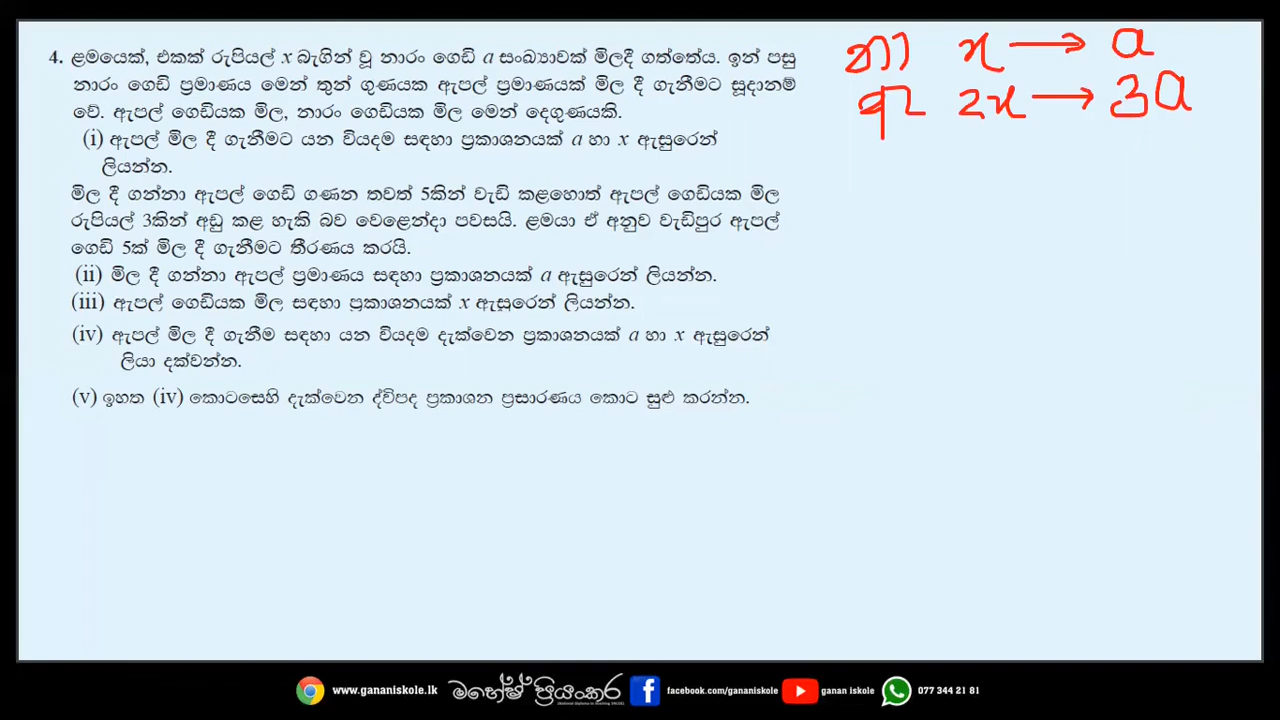 4. ළමයෙක්, එකක් රුපියල් x බැගින් වූ නාරං ගෙඩි a සංඛ්‍යාවක් මිලදී ගත්තේය. ඉන් පසු
නාරං ගෙඩි ප්‍රමාණය මෙන් තුන් ගුණයක ඇපල් ප්‍රමාණයක් මිල දී ගැනීමට සූදානම්
වේ. ඇපල් ගෙඩියක මිල, නාරං ගෙඩියක මිල මෙන් දෙගුණයකි.
(i) ඇපල් මිල දී ගැනීමට යන වියදම සඳහා ප්‍රකාශනයක් a හා x ඇසුරෙන්
ලියන්න.
මිල දී ගන්නා ඇපල් ගෙඩි ගණන තවත් 5කින් වැඩි කළහොත් ඇපල් ගෙඩියක මිල
රුපියල් 3කින් අඩු කළ හැකි බව වෙළෙන්දා පවසයි. ළමයා ඒ අනුව වැඩිපුර ඇපල්
ගෙඩි 5ක් මිල දී ගැනීමට තීරණය කරයි.
(ii) මිල දී ගන්නා ඇපල් ප්‍රමාණය සඳහා ප්‍රකාශනයක් a ඇසුරෙන් ලියන්න.
(iii) ඇපල් ගෙඩියක මිල සඳහා ප්‍රකාශනයක් x ඇසුරෙන් ලියන්න.
(iv) ඇපල් මිල දී ගැනීම සඳහා යන වියදම දැක්වෙන ප්‍රකාශනයක් a හා x ඇසුරෙන්
ලියා දක්වන්න.
(v) ඉහත (iv) කොටසෙහි දැක්වෙන ද්විපද ප්‍රකාශන ප්‍රසාරණය කොට සුළු කරන්න.
නා x → a
ඇ 2x → 3a
www.gananiskole.lk මහේෂ් ප්‍රියංකර facebook.com/gananiskole ganan iskole 077 344 21 81